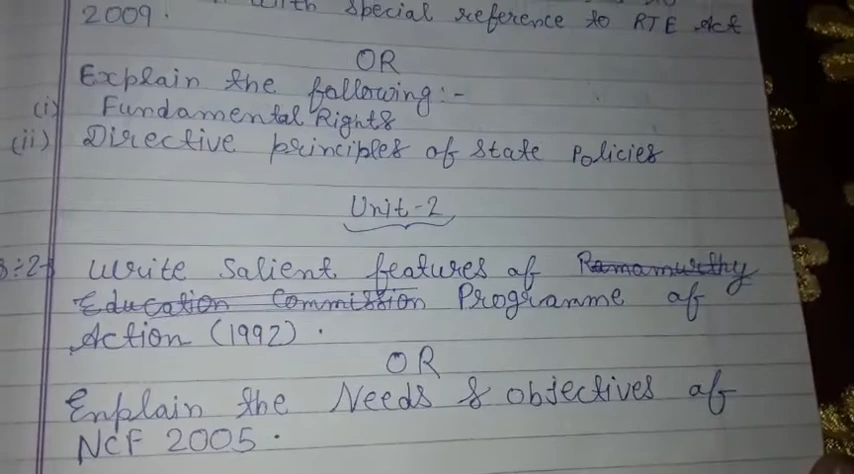 with special reference to RTE Act
2009.
OR
Explain the following:-
(i) Fundamental Rights
(ii) Directive principles of State Policies
Unit-2
2 Write Salient features of Ramamurthy
Education Commission Programme of
Action (1992).
OR
Explain the Needs & objectives of
NCF 2005.